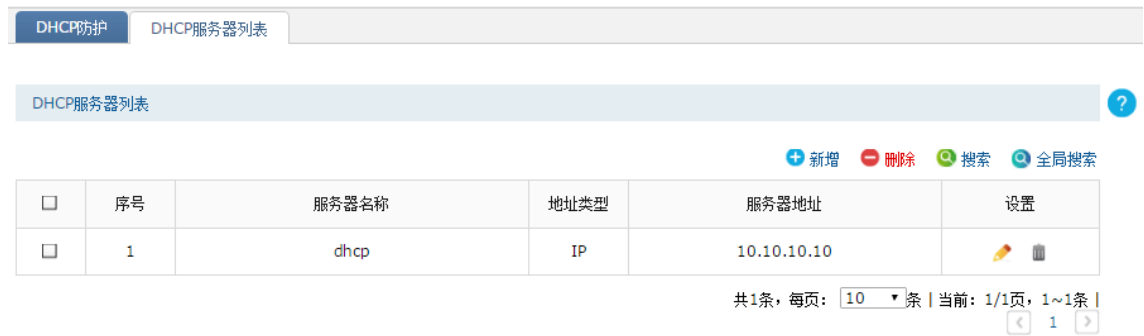 DHCP防护 DHCP服务器列表
DHCP服务器列表 ?
新增 删除 搜索 全局搜索
序号 服务器名称 地址类型 服务器地址 设置
1 dhcp IP 10.10.10.10
共1条，每页： 10 条 | 当前：1/1页，1~1条 |
< 1 >